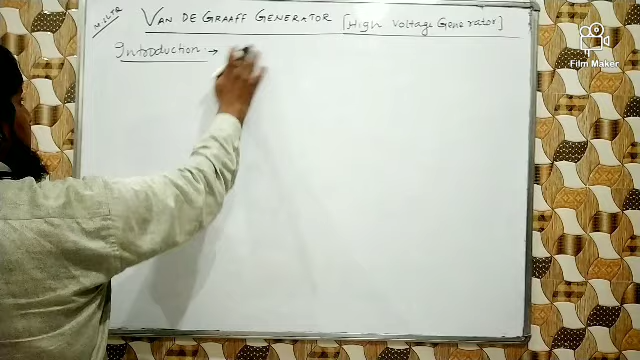 VAN DE GRAAFF GENERATOR [High Voltage Generator]
Introduction :→
Film Maker